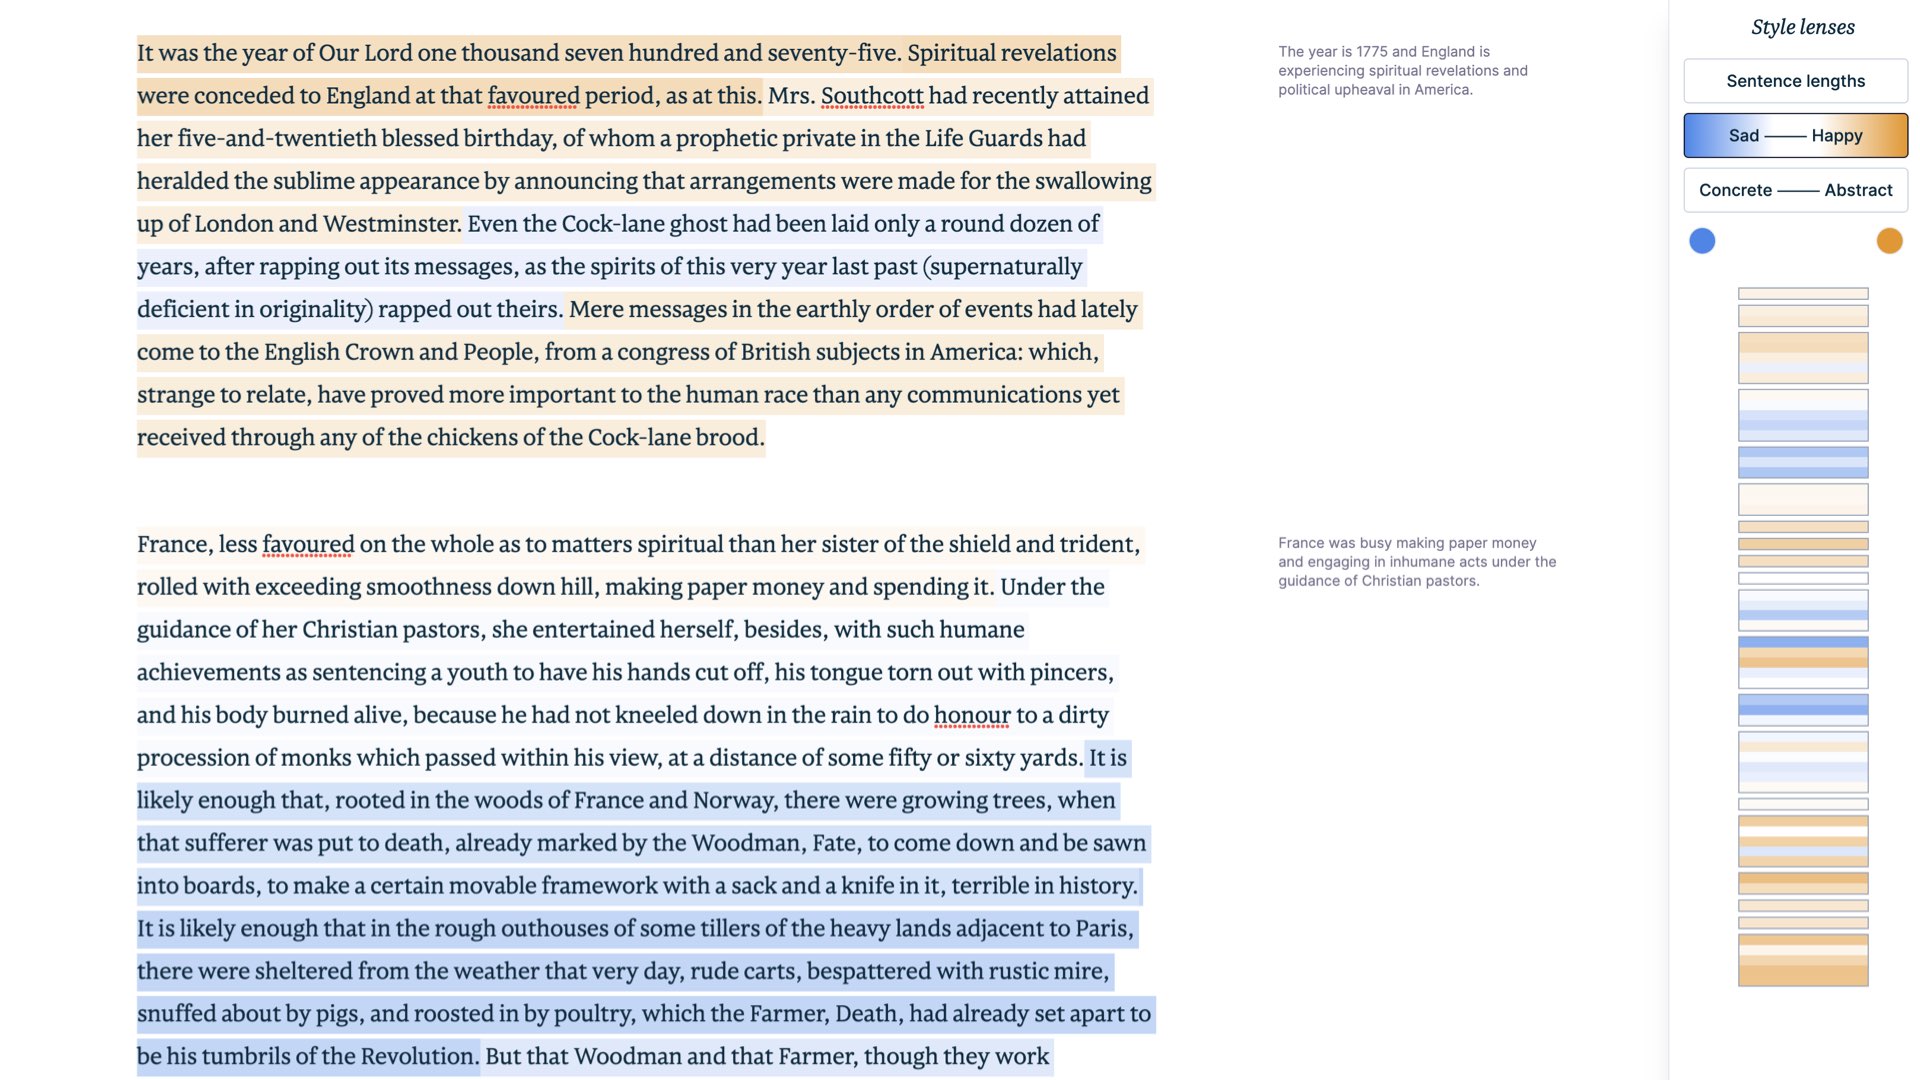 It was the year of Our Lord one thousand seven hundred and seventy-five. Spiritual revelations
were conceded to England at that favoured period, as at this. Mrs. Southcott had recently attained
her five-and-twentieth blessed birthday, of whom a prophetic private in the Life Guards had
heralded the sublime appearance by announcing that arrangements were made for the swallowing
up of London and Westminster. Even the Cock-lane ghost had been laid only a round dozen of
years, after rapping out its messages, as the spirits of this very year last past (supernaturally
deficient in originality) rapped out theirs. Mere messages in the earthly order of events had lately
come to the English Crown and People, from a congress of British subjects in America: which,
strange to relate, have proved more important to the human race than any communications yet
received through any of the chickens of the Cock-lane brood.
The year is 1775 and England is
experiencing spiritual revelations and
political upheaval in America.
France, less favoured on the whole as to matters spiritual than her sister of the shield and trident,
rolled with exceeding smoothness down hill, making paper money and spending it. Under the
guidance of her Christian pastors, she entertained herself, besides, with such humane
achievements as sentencing a youth to have his hands cut off, his tongue torn out with pincers,
and his body burned alive, because he had not kneeled down in the rain to do honour to a dirty
procession of monks which passed within his view, at a distance of some fifty or sixty yards. It is
likely enough that, rooted in the woods of France and Norway, there were growing trees, when
that sufferer was put to death, already marked by the Woodman, Fate, to come down and be sawn
into boards, to make a certain movable framework with a sack and a knife in it, terrible in history.
It is likely enough that in the rough outhouses of some tillers of the heavy lands adjacent to Paris,
there were sheltered from the weather that very day, rude carts, bespattered with rustic mire,
snuffed about by pigs, and roosted in by poultry, which the Farmer, Death, had already set apart to
be his tumbrils of the Revolution. But that Woodman and that Farmer, though they work
France was busy making paper money
and engaging in inhumane acts under the
guidance of Christian pastors.
Style lenses
Sentence lengths
Sad —— Happy
Concrete —— Abstract